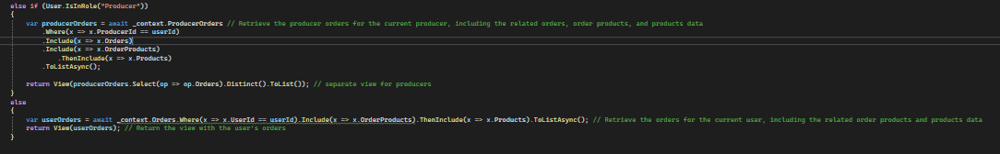 else if (User.IsInRole("Producer"))
{
var producerOrders = await _context.ProducerOrders // Retrieve the producer orders for the current producer, including the related orders, order products, and products data
.Where(x => x.ProducerId == userId)
.Include(x => x.Orders)
.Include(x => x.OrderProducts)
.ThenInclude(x => x.Products)
.ToListAsync();
return View(producerOrders.Select(op => op.Orders).Distinct().ToList()); // separate view for producers
}
else
{
var userOrders = await _context.Orders.Where(x => x.UserId == userId).Include(x => x.OrderProducts).ThenInclude(x => x.Products).ToListAsync(); // Retrieve the orders for the current user, including the related order products and products data
return View(userOrders); // Return the view with the user's orders
}